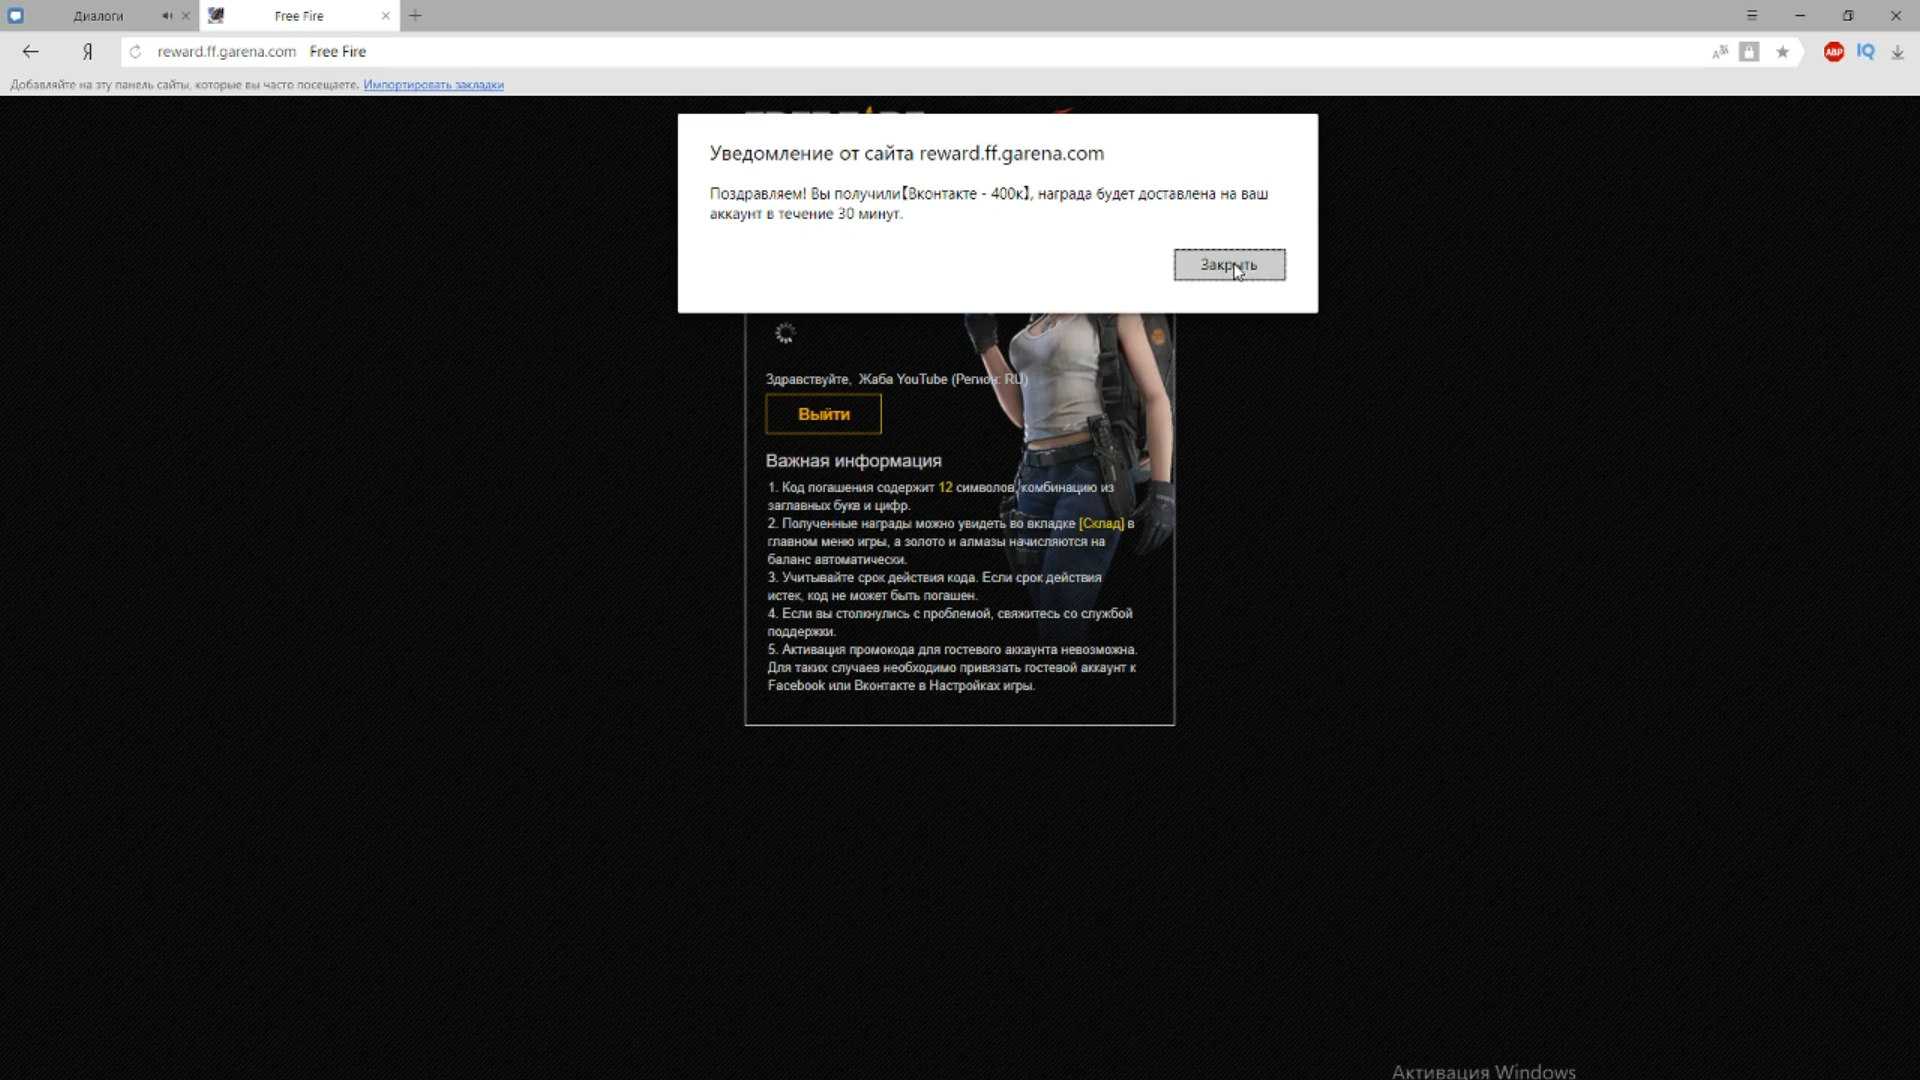 Диалоги
Free Fire
reward.ff.garena.com Free Fire
ABP
IQ
Добавляйте на эту панель сайты, которые вы часто посещаете. Импортировать закладки
Уведомление от сайта reward.ff.garena.com
Поздравляем! Вы получили【Вконтакте - 400к】, награда будет доставлена на ваш
аккаунт в течение 30 минут.
Закрыть
Здравствуйте, Жаба YouTube (Регион: RU)
Выйти
Важная информация
1. Код погашения содержит 12 символов, комбинацию из
заглавных букв и цифр.
2. Полученные награды можно увидеть во вкладке [Склад] в
главном меню игры, а золото и алмазы начисляются на
баланс автоматически.
3. Учитывайте срок действия кода. Если срок действия
истек, код не может быть погашен.
4. Если вы столкнулись с проблемой, свяжитесь со службой
поддержки.
5. Активация промокода для гостевого аккаунта невозможна.
Для таких случаев необходимо привязать гостевой аккаунт к
Facebook или Вконтакте в Настройках игры.
Активация Windows